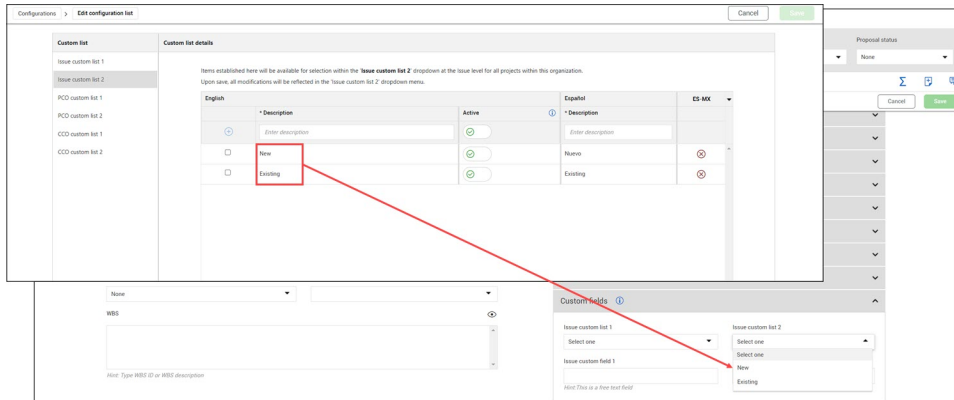 Configurations > Edit configuration list
Cancel Save
Custom list
Issue custom list 1
Issue custom list 2
PCO custom list 1
PCO custom list 2
CCO custom list 1
CCO custom list 2
Custom list details
Items established here will be available for selection within the 'Issue custom list 2' dropdown at the Issue level for all projects within this organization.
Upon save, all modifications will be reflected in the 'Issue custom list 2' dropdown menu.
English Español ES-MX
* Description Active * Description
Enter description Enter description
New Nuevo
Existing Existing
Proposal status
None
Cancel Save
None
WBS
Hint: Type WBS ID or WBS description
Custom fields
Issue custom list 1 Issue custom list 2
Select one Select one
Select one
Issue custom field 1
New
Existing
Hint:This is a free text field